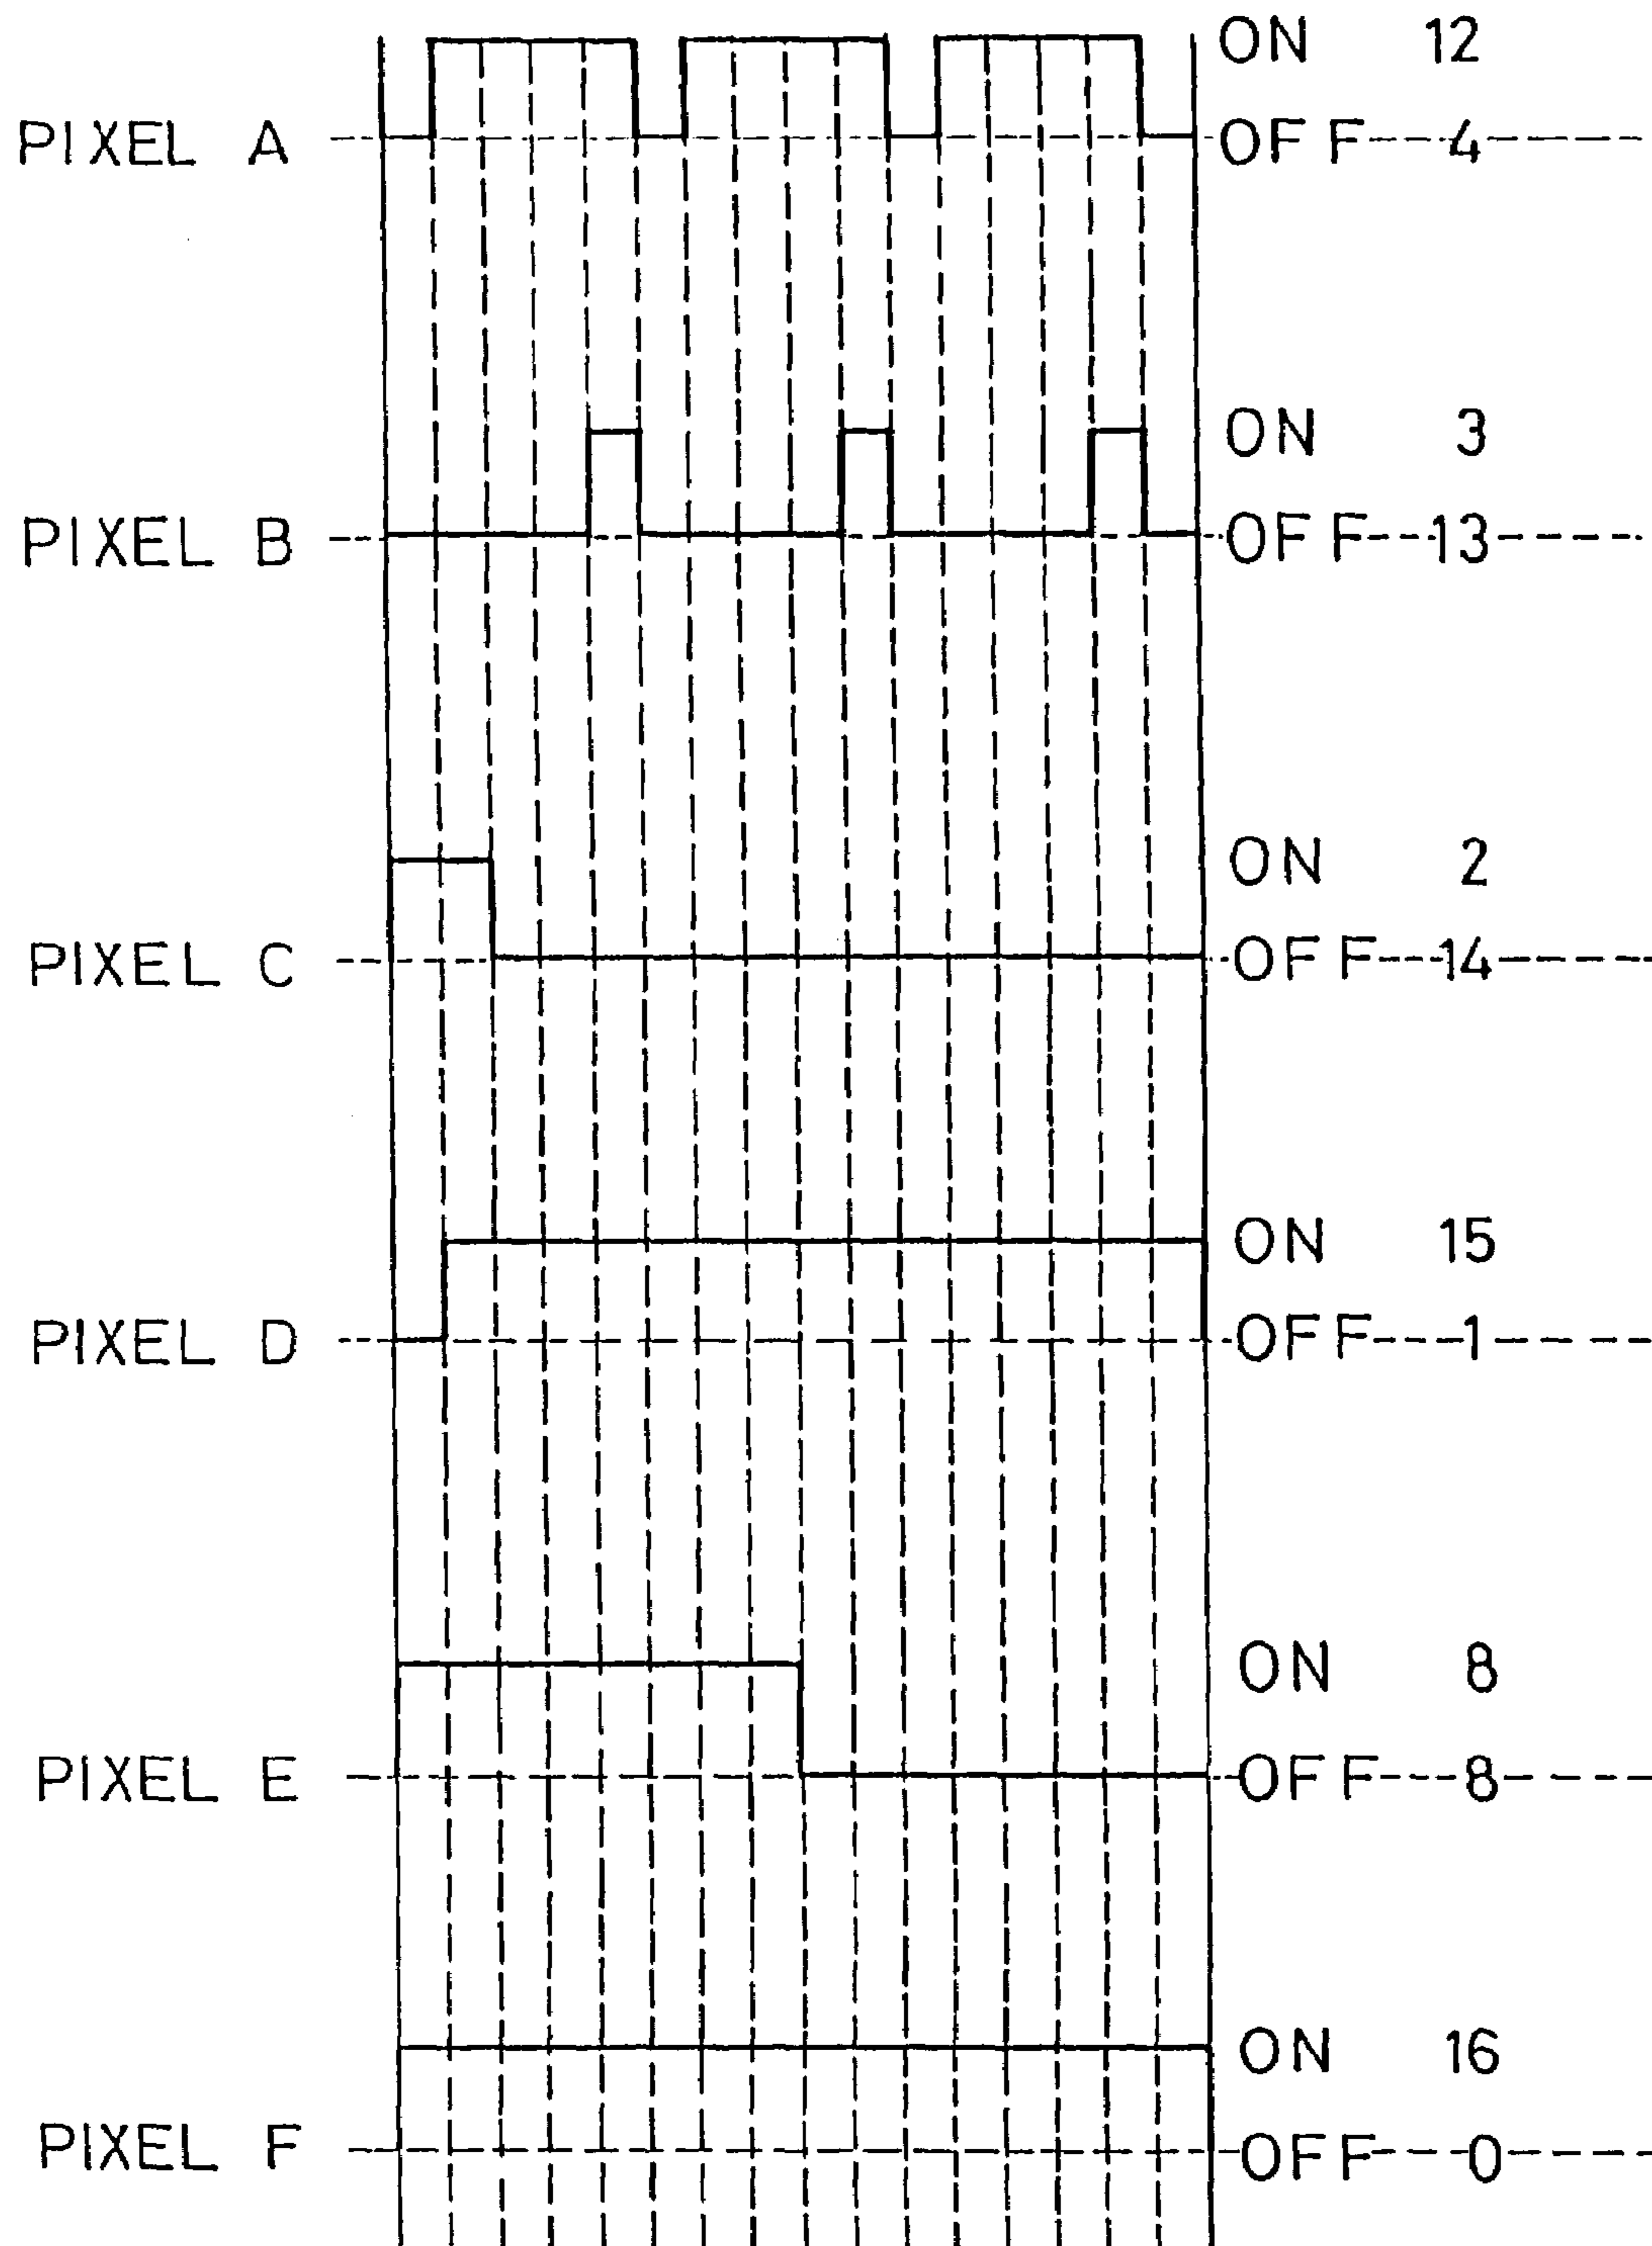 ON 12
PIXEL A OFF 4
ON 3
PIXEL B OFF 13
ON 2
PIXEL C OFF 14
ON 15
PIXEL D OFF 1
ON 8
PIXEL E OFF 8
ON 16
PIXEL F OFF 0